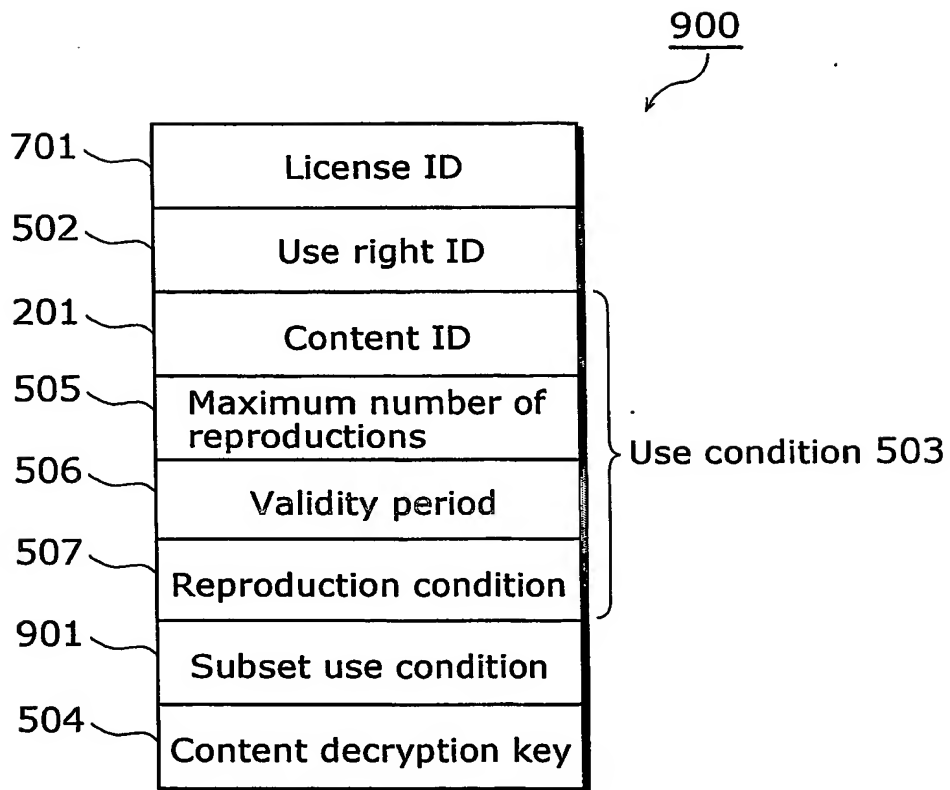 900
701
License ID
502
Use right ID
201
Content ID
505
Maximum number of
reproductions
506
Validity period
507
Reproduction condition
Use condition 503
901
Subset use condition
504
Content decryption key